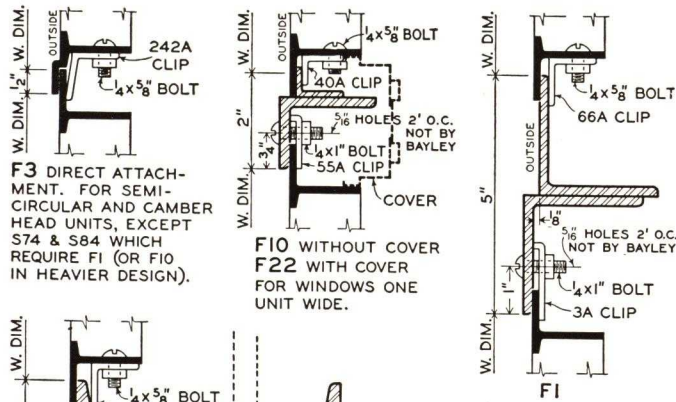 W. DIM.
OUTSIDE
242A
CLIP
1/2"
1/4 x 5/8" BOLT
W. DIM.
F3 DIRECT ATTACH-
MENT. FOR SEMI-
CIRCULAR AND CAMBER
HEAD UNITS, EXCEPT
S74 & S84 WHICH
REQUIRE F1 (OR F10
IN HEAVIER DESIGN).
W. DIM.
OUTSIDE
1/4 x 5/8" BOLT
40A CLIP
2"
5/16 HOLES 2' O.C.
NOT BY
BAYLEY
3/4"
1/4 x 1" BOLT
55A CLIP
W. DIM.
COVER
F10 WITHOUT COVER
F22 WITH COVER
FOR WINDOWS ONE
UNIT WIDE.
W. DIM.
1/4 x 5/8" BOLT
66A CLIP
OUTSIDE
5"
1/8
5/16" HOLES 2' O.C.
NOT BY BAYLEY
1"
1/4 x 1" BOLT
3A CLIP
W. DIM.
F1
W. DIM.
1/4 x 5/8" BOLT